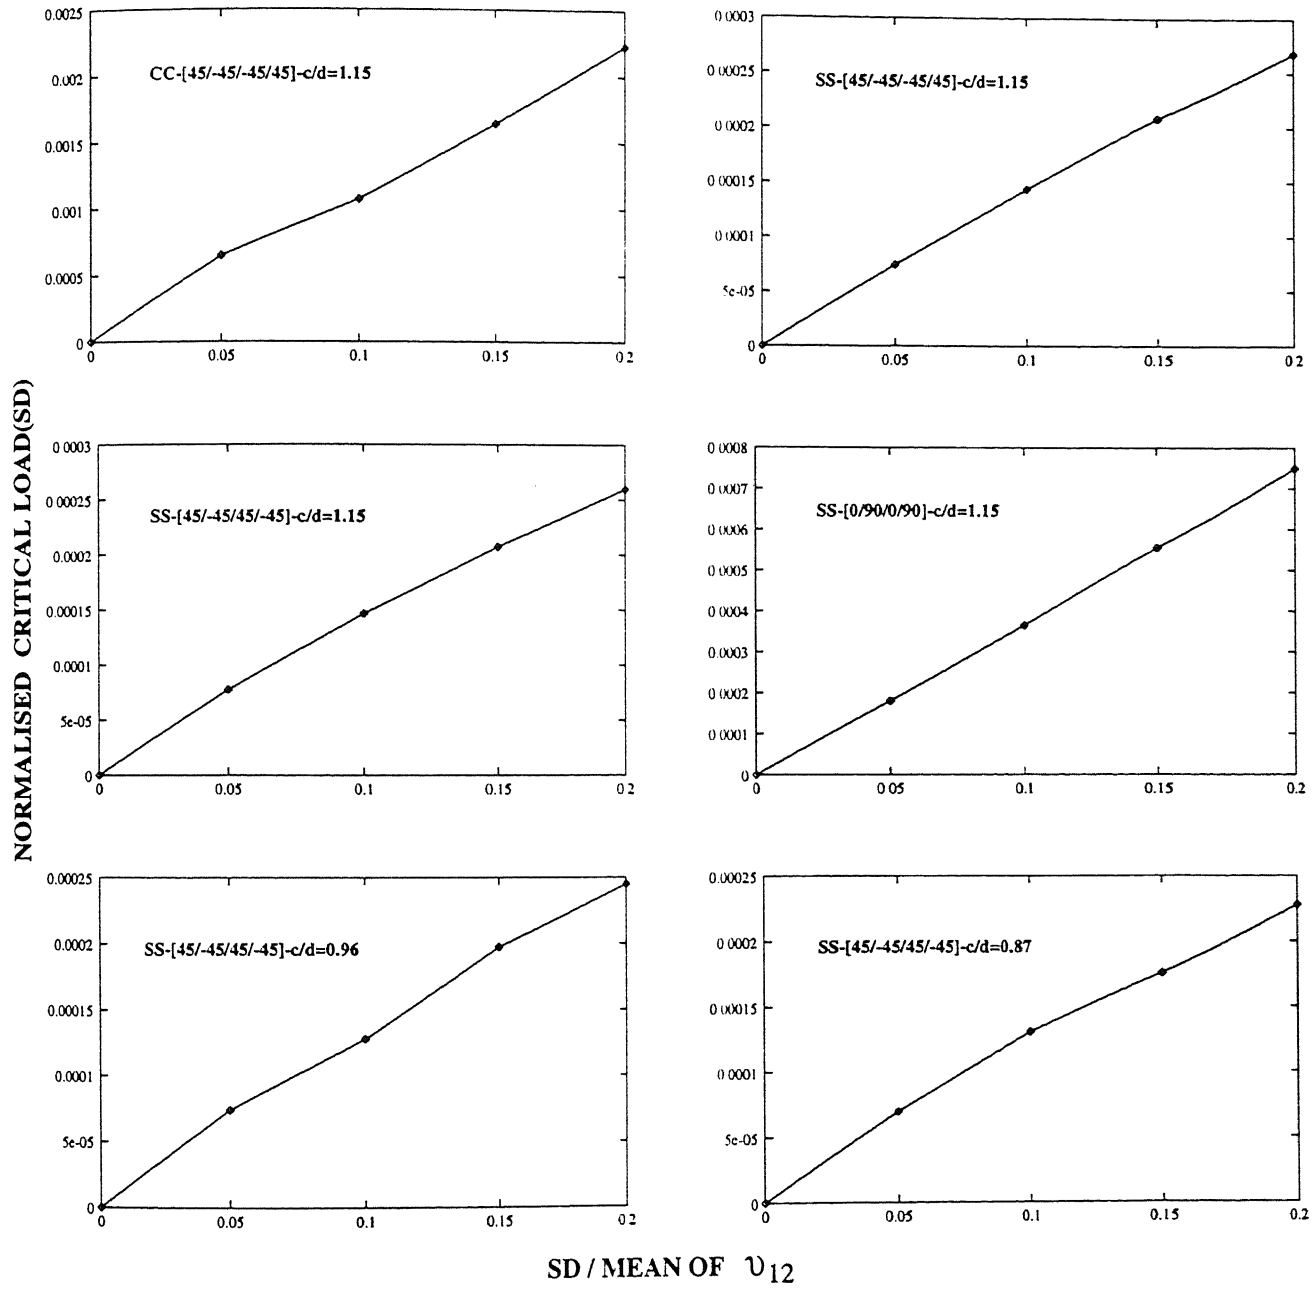 NORMALISED CRITICAL LOAD(SD)
CC-[45/-45/-45/45]-c/d=1.15
0.0025
0.002
0.0015
0.001
0.0005
0
0 0.05 0.1 0.15 0.2
SS-[45/-45/-45/45]-c/d=1.15
0 0003
0 00025
0 0002
0 00015
0 0001
5e-05
0
0 0.05 0.1 0.15 0 2
SS-[45/-45/45/-45]-c/d=1.15
0 0003
0 00025
0 0002
0.00015
0.0001
5e-05
0
0 0.05 0.1 0.15 0 2
SS-[0/90/0/90]-c/d=1.15
0 0008
0 0007
0 0006
0 0005
0 0004
0 0003
0 0002
0 0001
0
0 0 05 0.1 0.15 0.2
SS-[45/-45/45/-45]-c/d=0.96
0.00025
0.0002
0.00015
0.0001
5e-05
0
0 0.05 0.1 0.15 0 2
SS-[45/-45/45/-45]-c/d=0.87
0.00025
0 0002
0 00015
0 0001
5e-05
0
0 0.05 0.1 0.15 0.2
SD / MEAN OF υ12